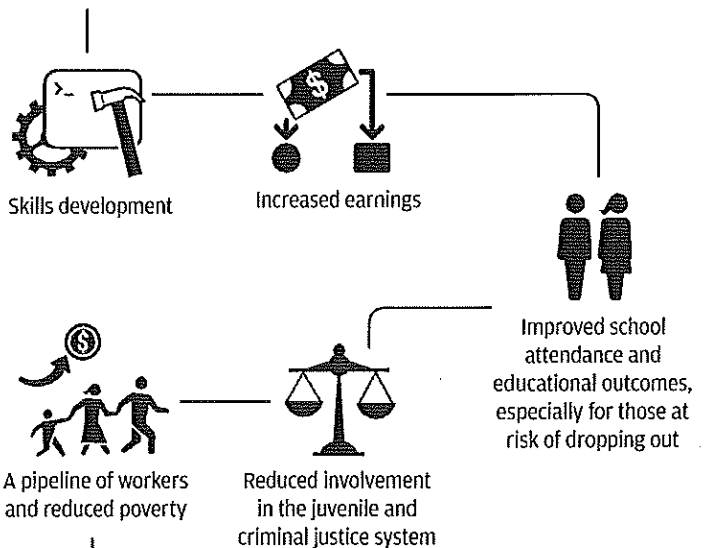 >_
$
Skills development
Increased earnings
Improved school
attendance and
educational outcomes,
especially for those at
risk of dropping out
$
A pipeline of workers
and reduced poverty
Reduced involvement
in the juvenile and
criminal justice system